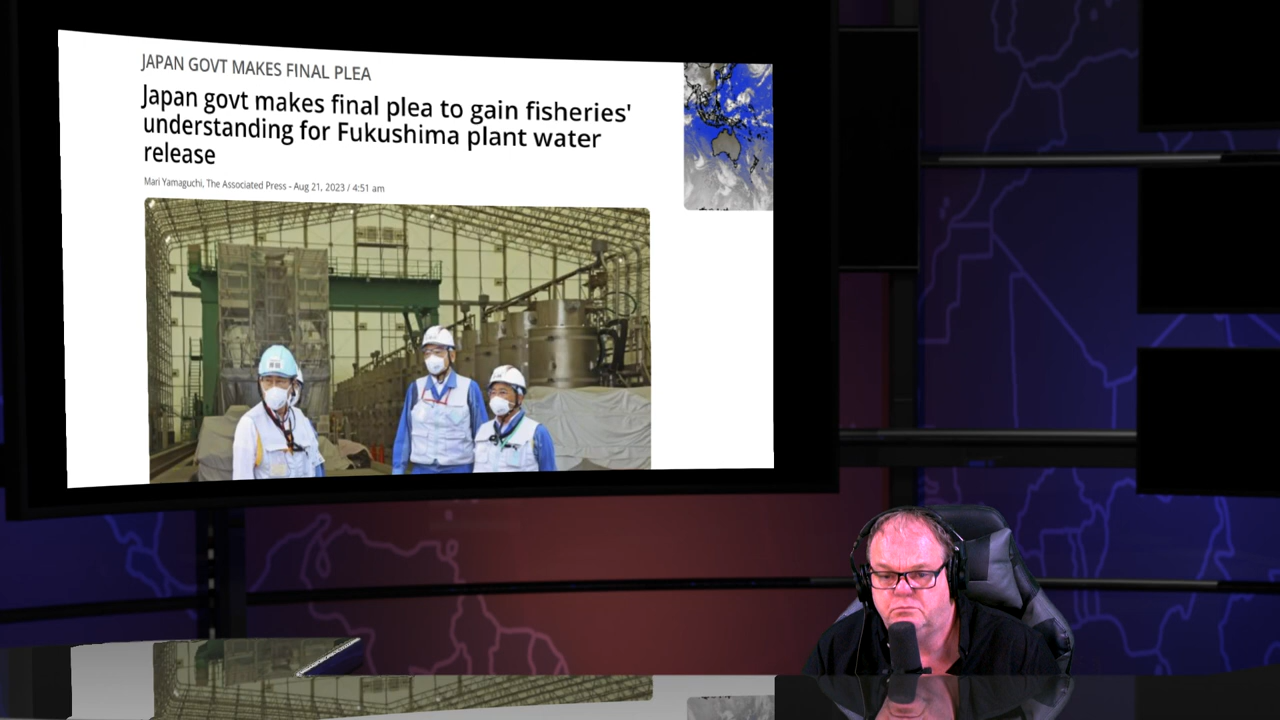 JAPAN GOVT MAKES FINAL PLEA
Japan govt makes final plea to gain fisheries'
understanding for Fukushima plant water
release
Mari Yamaguchi, The Associated Press - Aug 21, 2023 / 4:51 am